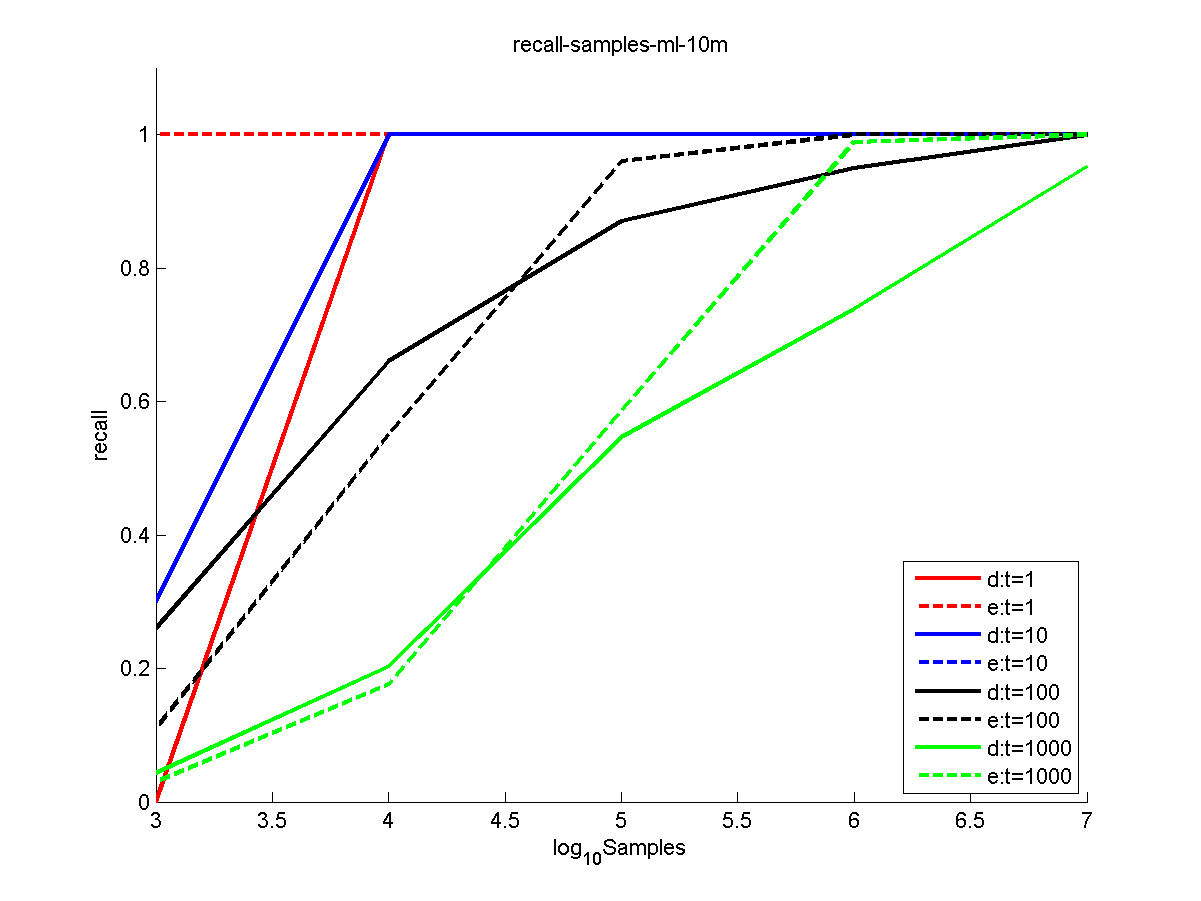 recall-samples-ml-10m
1
0.8
0.6
0.4
0.2
0
recall
3 3.5 4 4.5 5 5.5 6 6.5 7
log10Samples
d:t=1
e:t=1
d:t=10
e:t=10
d:t=100
e:t=100
d:t=1000
e:t=1000